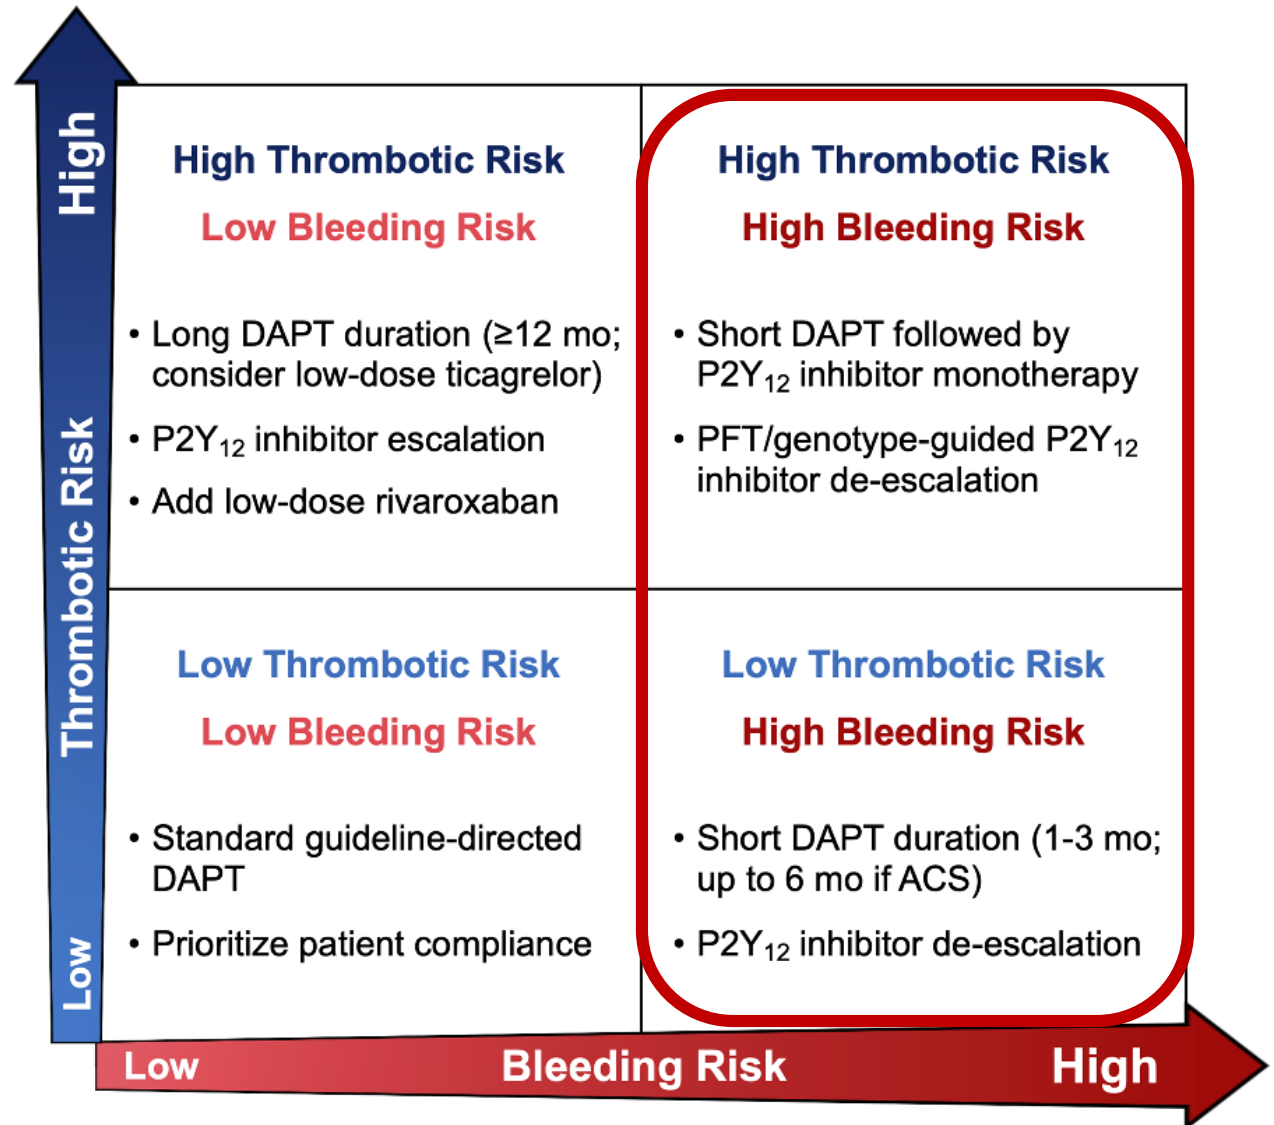 High
Thrombotic Risk
Low
High Thrombotic Risk
Low Bleeding Risk
• Long DAPT duration (≥12 mo;
consider low-dose ticagrelor)
• P2Y12 inhibitor escalation
• Add low-dose rivaroxaban
High Thrombotic Risk
High Bleeding Risk
• Short DAPT followed by
P2Y12 inhibitor monotherapy
• PFT/genotype-guided P2Y12
inhibitor de-escalation
Low Thrombotic Risk
Low Bleeding Risk
• Standard guideline-directed
DAPT
• Prioritize patient compliance
Low Thrombotic Risk
High Bleeding Risk
• Short DAPT duration (1-3 mo;
up to 6 mo if ACS)
• P2Y12 inhibitor de-escalation
Low
Bleeding Risk
High